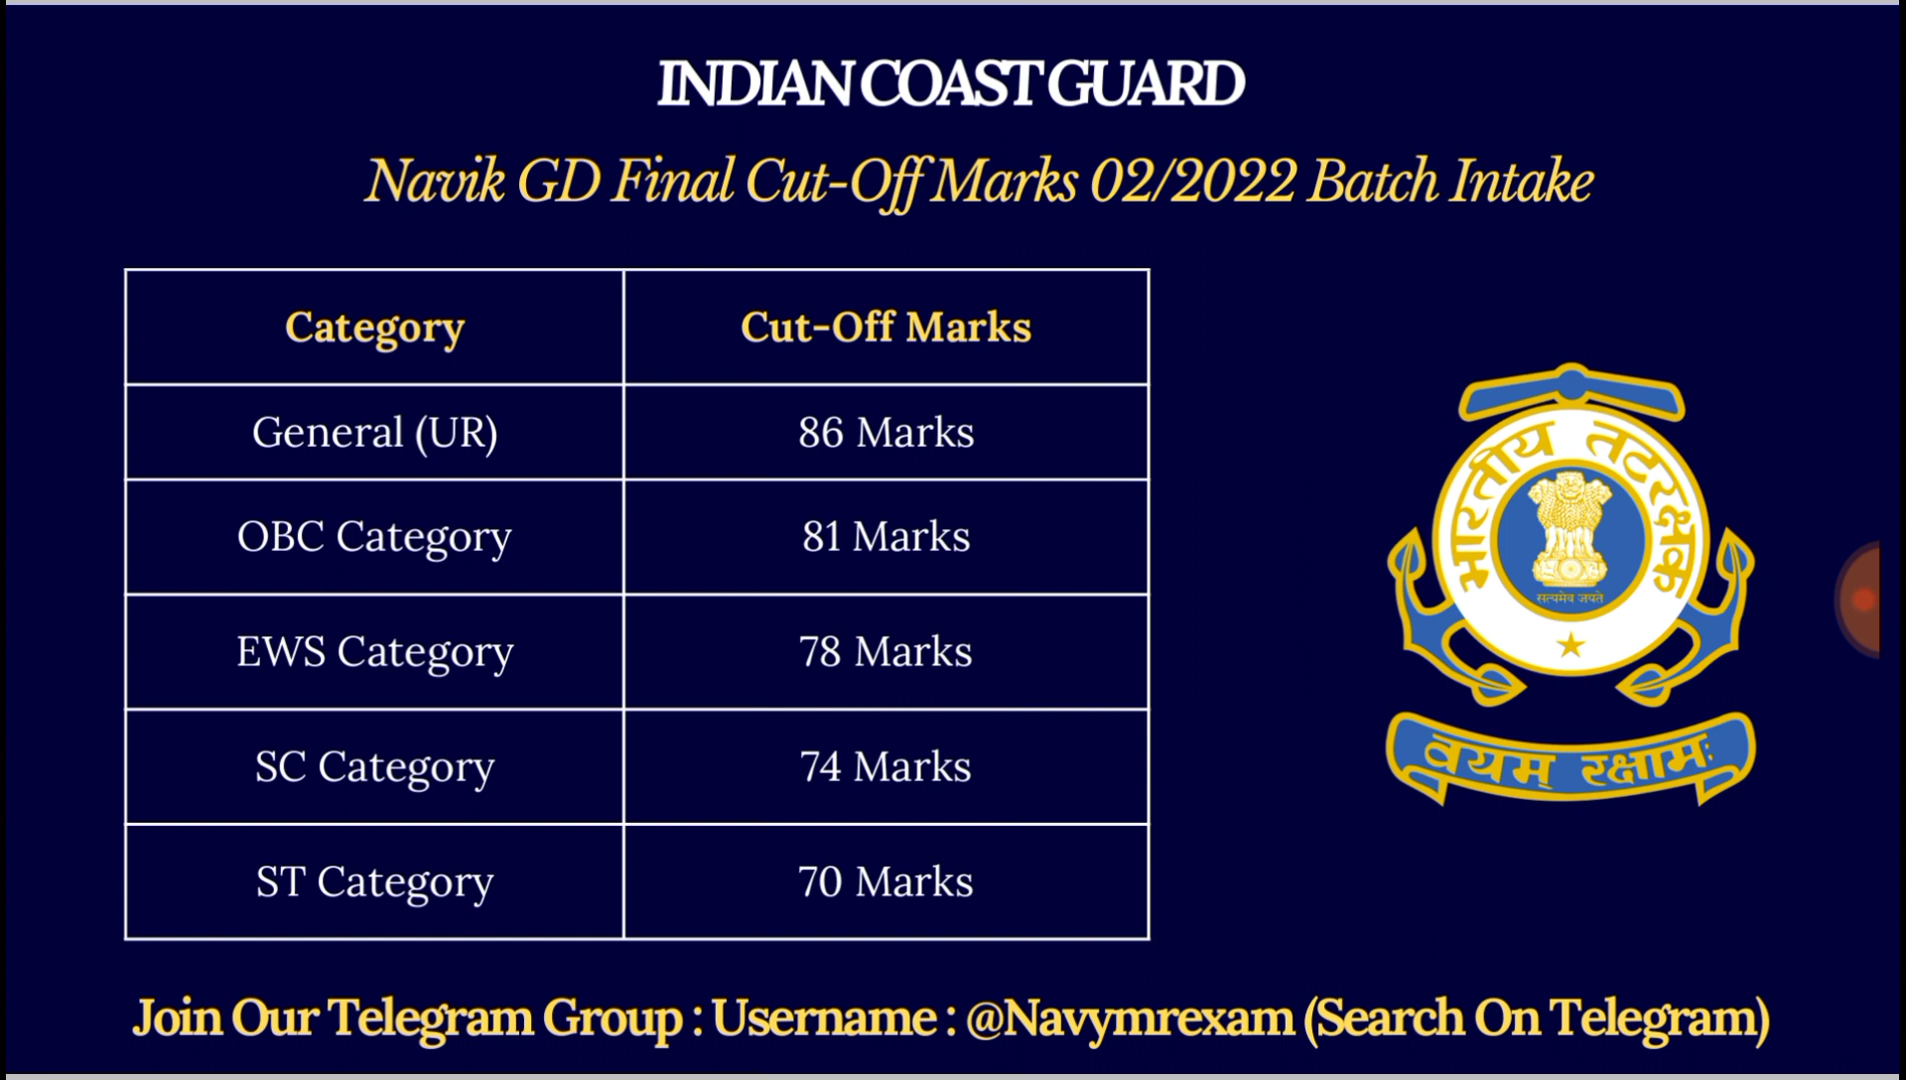 INDIAN COAST GUARD
Navik GD Final Cut-Off Marks 02/2022 Batch Intake
Category Cut-Off Marks
General (UR) 86 Marks
OBC Category 81 Marks
EWS Category 78 Marks
SC Category 74 Marks
ST Category 70 Marks
भारतीय तटरक्षक
सत्यमेव जयते
वयम् रक्षामः
Join Our Telegram Group : Username : @Navymrexam (Search On Telegram)